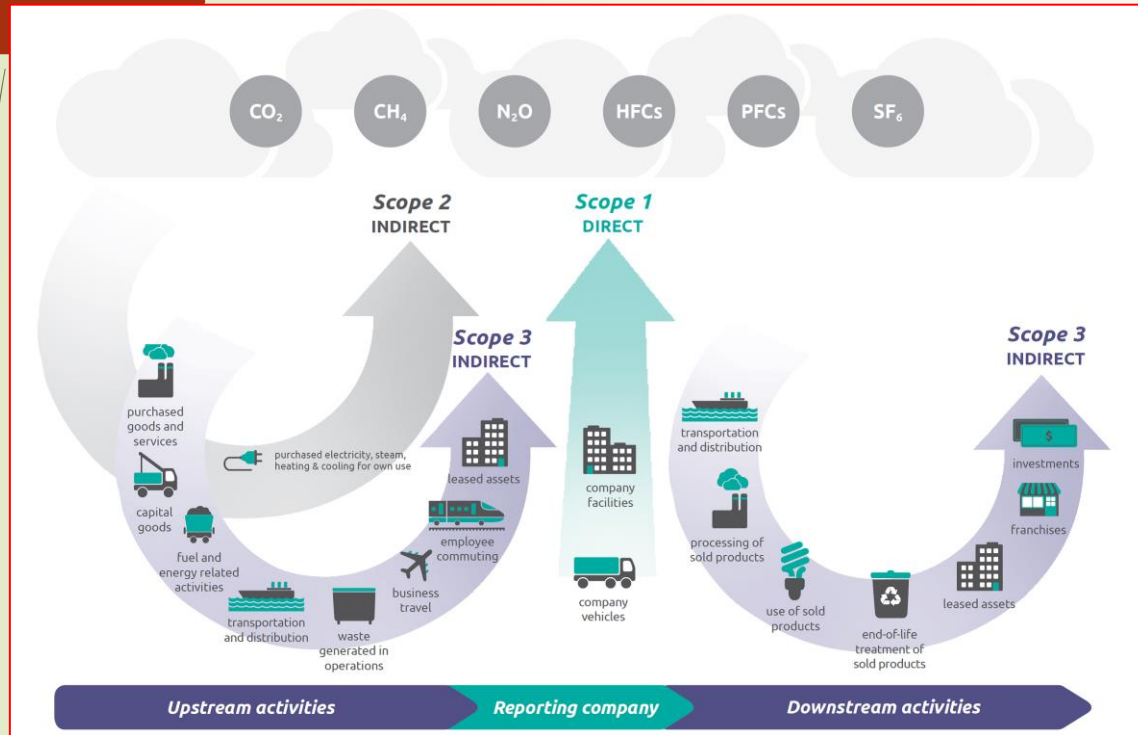 CO₂
CH₄
N₂O
HFCs
PFCs
SF₆
Scope 2
INDIRECT
Scope 1
DIRECT
Scope 3
INDIRECT
Scope 3
INDIRECT
purchased
goods and
services
capital
goods
fuel and
energy related
activities
transportation
and distribution
waste
generated in
operations
business
travel
employee
commuting
leased assets
purchased electricity, steam,
heating & cooling for own use
company
facilities
company
vehicles
transportation
and distribution
processing of
sold products
use of sold
products
end-of-life
treatment of
sold products
leased assets
franchises
$
investments
Upstream activities
Reporting company
Downstream activities